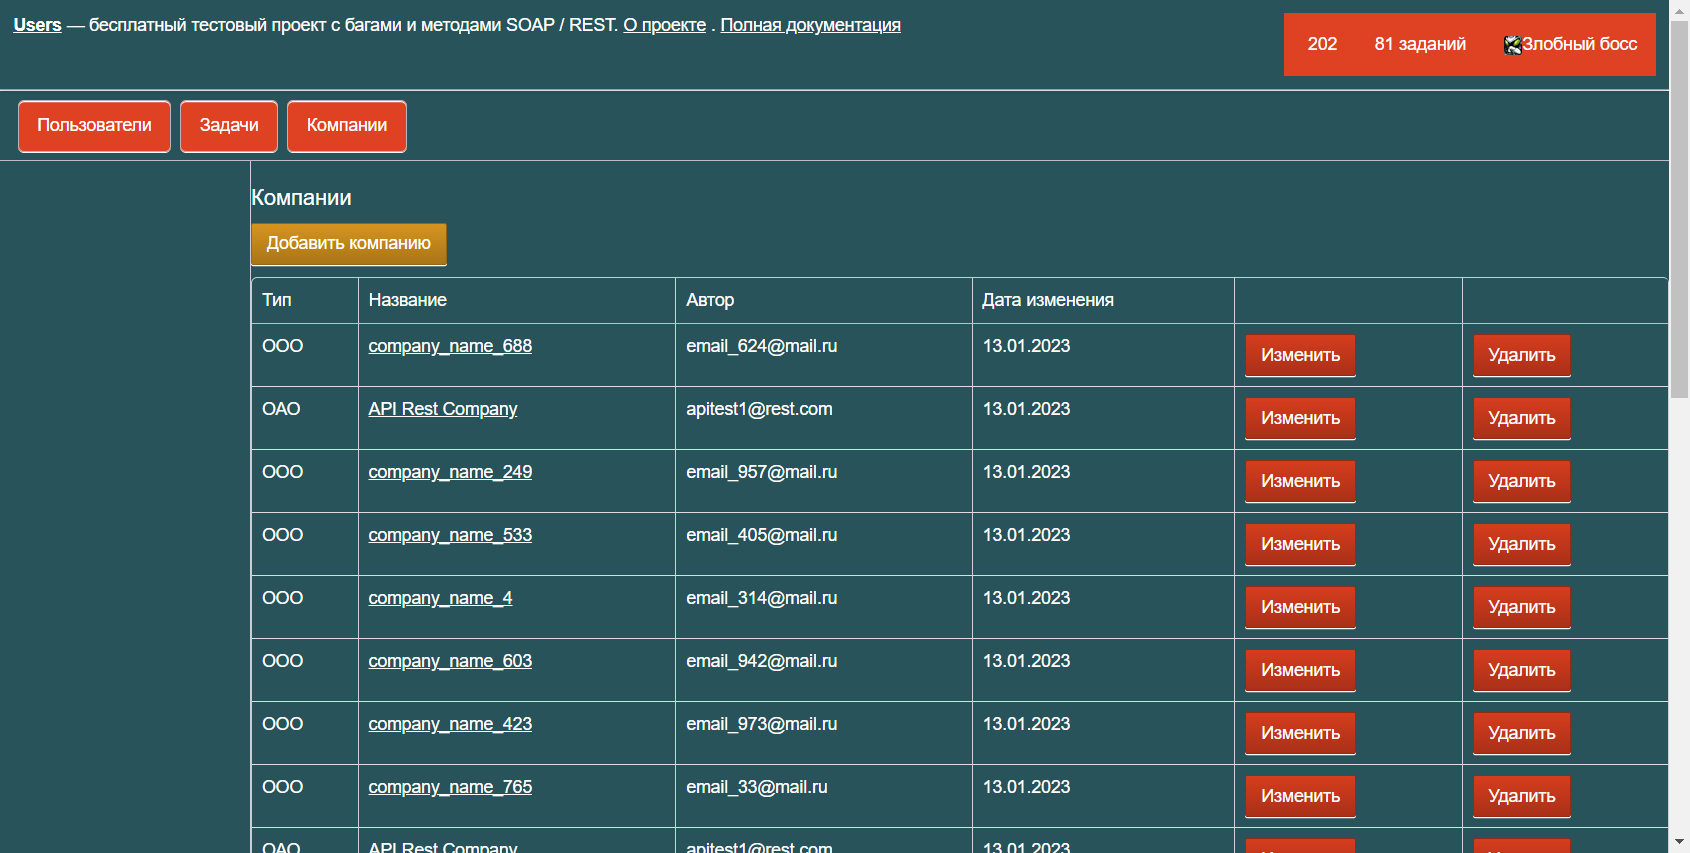 Users — бесплатный тестовый проект с багами и методами SOAP / REST. О проекте . Полная документация
202 81 заданий Злобный босс
Пользователи Задачи Компании
Компании
Добавить компанию
Тип Название Автор Дата изменения
ООО company_name_688 email_624@mail.ru 13.01.2023 Изменить Удалить
ОАО API Rest Company apitest1@rest.com 13.01.2023 Изменить Удалить
ООО company_name_249 email_957@mail.ru 13.01.2023 Изменить Удалить
ООО company_name_533 email_405@mail.ru 13.01.2023 Изменить Удалить
ООО company_name_4 email_314@mail.ru 13.01.2023 Изменить Удалить
ООО company_name_603 email_942@mail.ru 13.01.2023 Изменить Удалить
ООО company_name_423 email_973@mail.ru 13.01.2023 Изменить Удалить
ООО company_name_765 email_33@mail.ru 13.01.2023 Изменить Удалить
ОАО API Rest Company apitest1@rest.com 13.01.2023